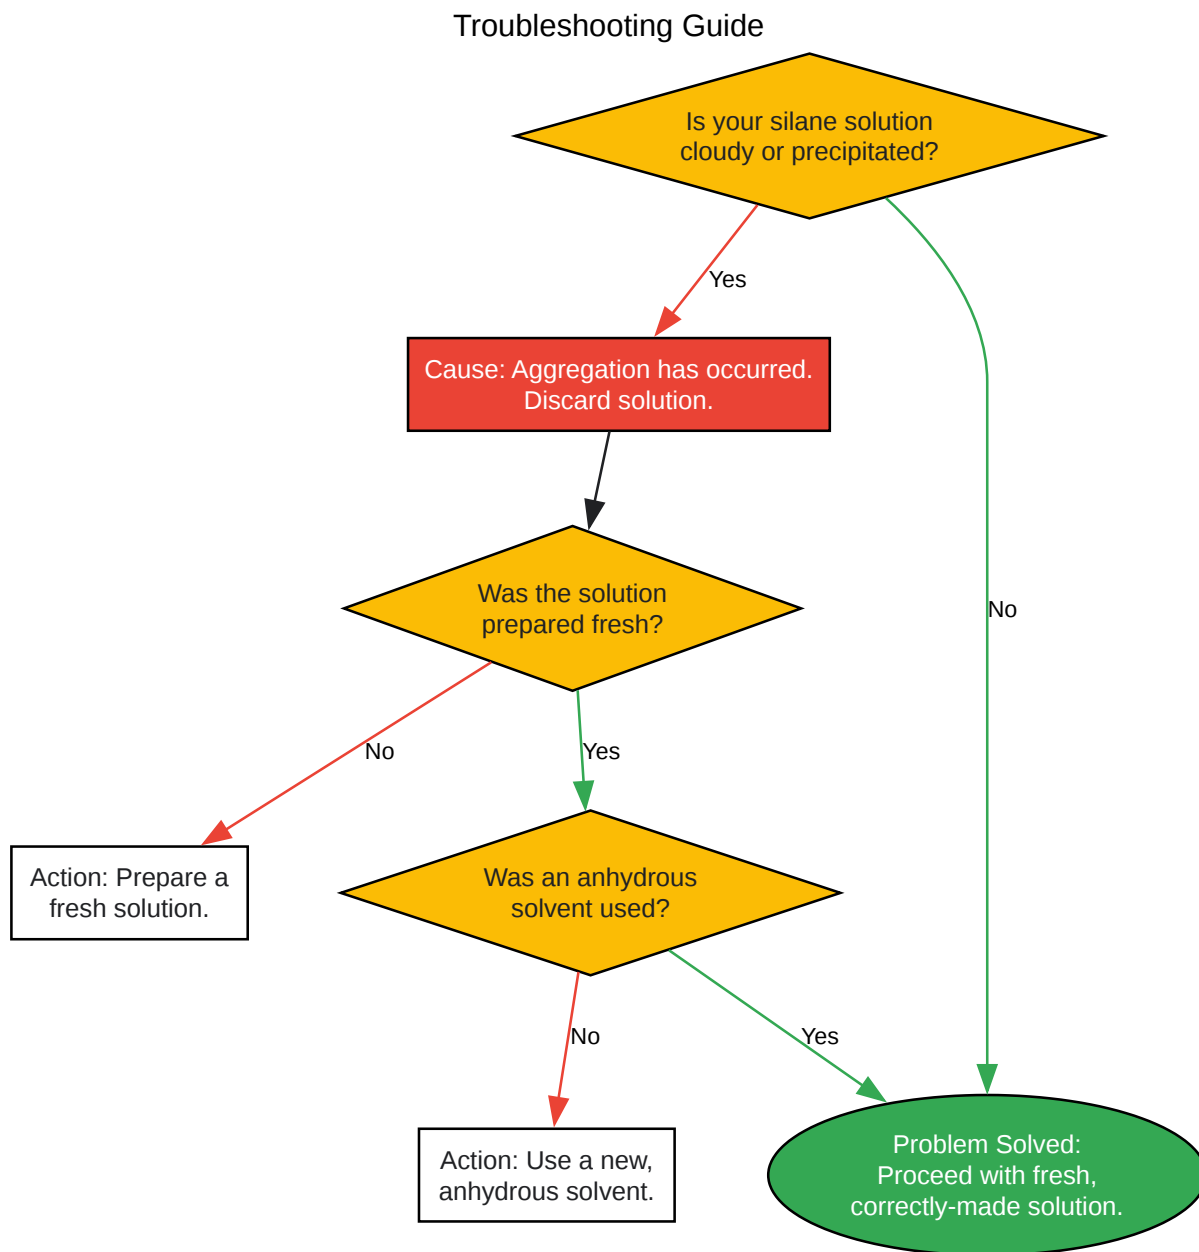 Troubleshooting Guide
Is your silane solution
cloudy or precipitated?
Yes
Cause: Aggregation has occurred.
Discard solution.
Was the solution
prepared fresh?
No
No
Yes
Action: Prepare a
fresh solution.
Was an anhydrous
solvent used?
No
Yes
Action: Use a new,
anhydrous solvent.
Problem Solved:
Proceed with fresh,
correctly-made solution.